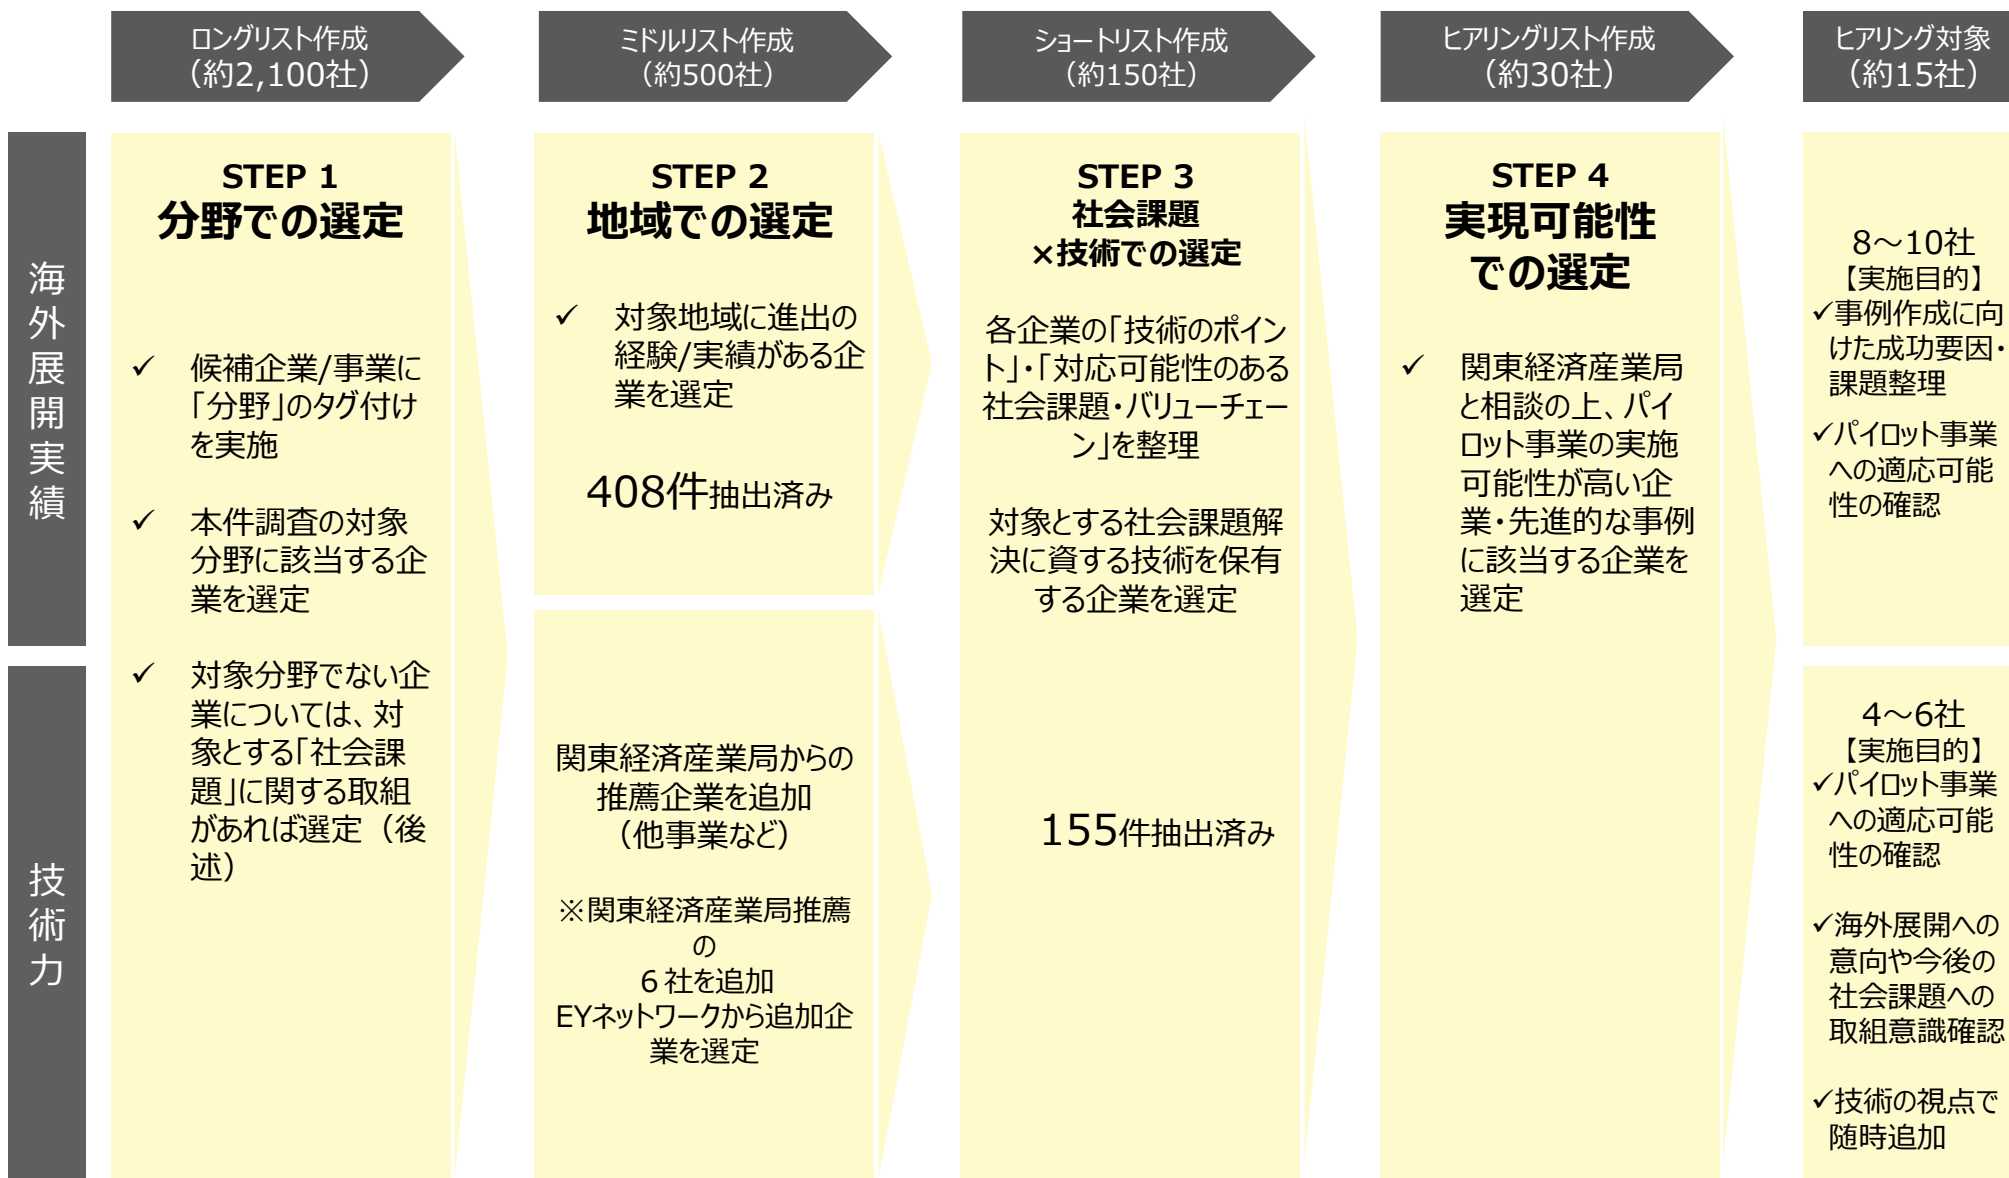 ロングリスト作成
（約2,100社）
ミドルリスト作成
（約500社）
ショートリスト作成
（約150社）
ヒアリングリスト作成
（約30社）
ヒアリング対象
（約15社）
海外展開実績
技術力
STEP 1
分野での選定
✓ 候補企業/事業に
「分野」のタグ付け
を実施
✓ 本件調査の対象
分野に該当する企
業を選定
✓ 対象分野でない企
業については、対
象とする「社会課
題」に関する取組
があれば選定（後
述）
STEP 2
地域での選定
✓ 対象地域に進出の
経験/実績がある企
業を選定
408件抽出済み
関東経済産業局からの
推薦企業を追加
（他事業など）
※関東経済産業局推薦
の
６社を追加
EYネットワークから追加企
業を選定
STEP 3
社会課題
×技術での選定
各企業の「技術のポイン
ト」・「対応可能性のある
社会課題・バリューチェー
ン」を整理
対象とする社会課題解
決に資する技術を保有
する企業を選定
155件抽出済み
STEP 4
実現可能性
での選定
✓ 関東経済産業局
と相談の上、パイ
ロット事業の実施
可能性が高い企
業・先進的な事例
に該当する企業を
選定
8～10社
【実施目的】
✓事例作成に向
けた成功要因・
課題整理
✓パイロット事業
への適応可能
性の確認
4～6社
【実施目的】
✓パイロット事業
への適応可能
性の確認
✓海外展開への
意向や今後の
社会課題への
取組意識確認
✓技術の視点で
随時追加